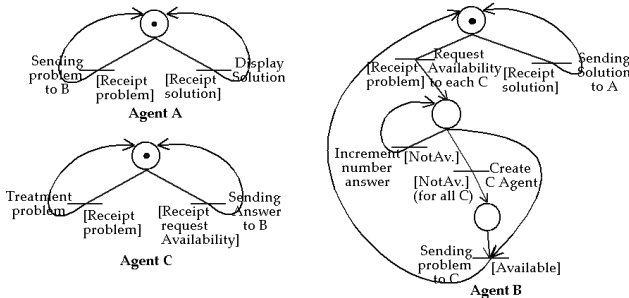 Sending
problem
to B
[Receipt
problem]
[Receipt
solution]
Display
Solution
Agent A
Treatment
problem
[Receipt
problem]
[Receipt
request
Availability]
Sending
Answer
to B
Agent C
[Receipt
problem]
Request
Availability
to each C
[Receipt
solution]
Sending
Solution
to A
Increment
number
answer
[NotAv.]
[NotAv.]
(for all C)
Create
C Agent
Sending
problem
to C
[Available]
Agent B